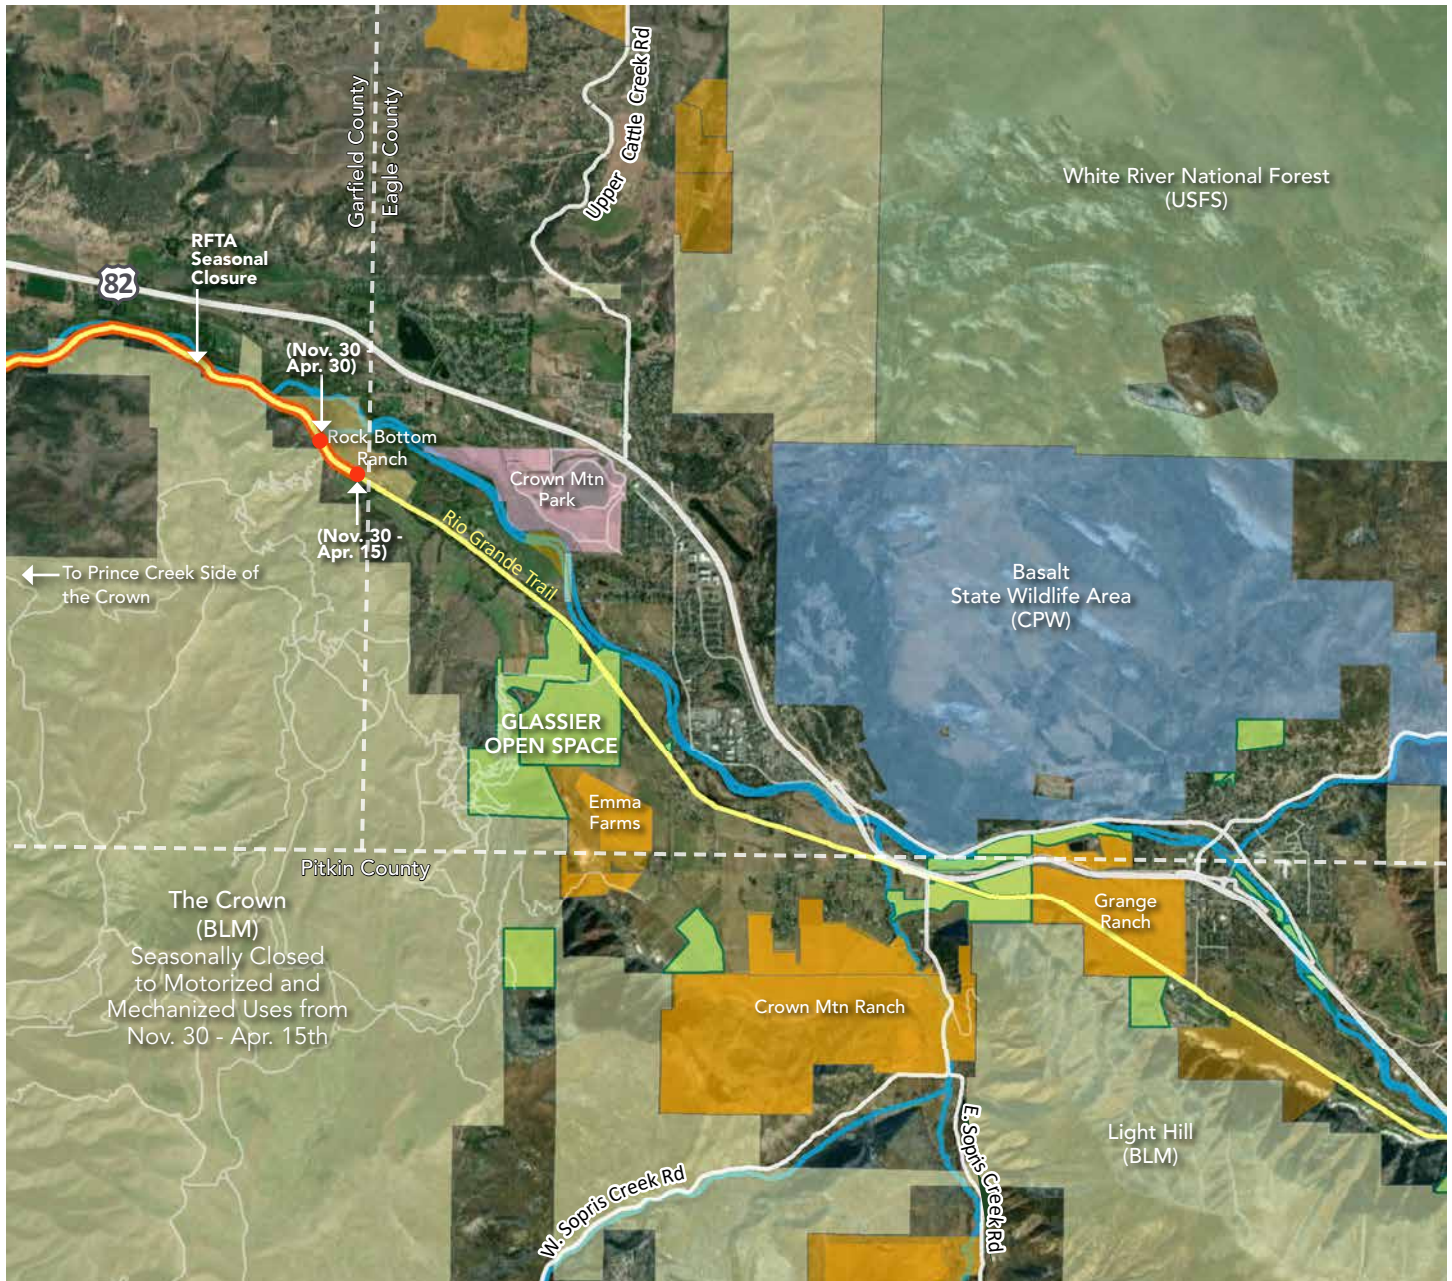 Upper Cattle Creek Rd
Garfield County
Eagle County
White River National Forest
(USFS)
RFTA
Seasonal
Closure
82
(Nov. 30 -
Apr. 30)
Rock Bottom
Ranch
Crown Mtn
Park
(Nov. 30 -
Apr. 15)
Rio Grande Trail
To Prince Creek Side of
the Crown
Basalt
State Wildlife Area
(CPW)
GLASSIER
OPEN SPACE
Emma
Farms
Pitkin County
The Crown
(BLM)
Seasonally Closed
to Motorized and
Mechanized Uses from
Nov. 30 - Apr. 15th
Grange
Ranch
Crown Mtn Ranch
Light Hill
(BLM)
W. Sopris Creek Rd
E. Sopris Creek Rd